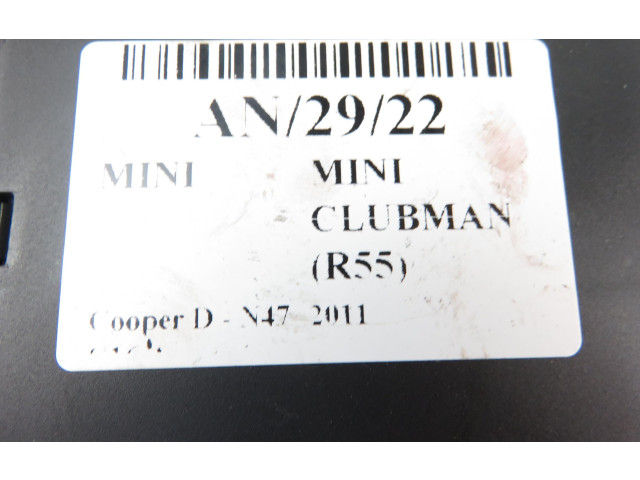 AN/29/22
MINI MINI
CLUBMAN
(R55)
Cooper D - N47 2011